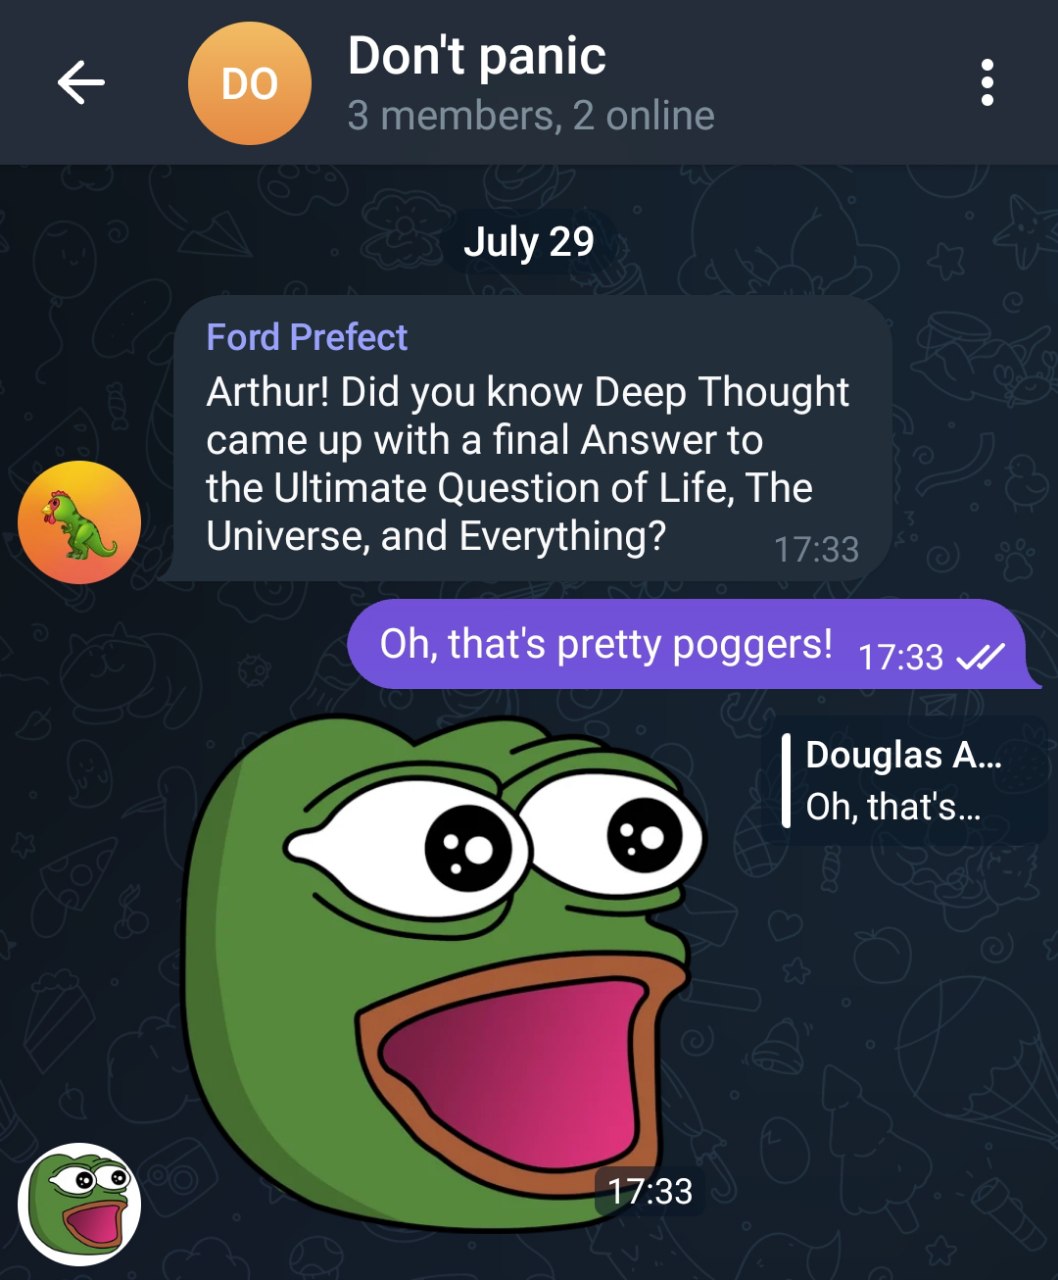 DO
Don't panic
3 members, 2 online
July 29
Ford Prefect
Arthur! Did you know Deep Thought
came up with a final Answer to
the Ultimate Question of Life, The
Universe, and Everything?
17:33
Oh, that's pretty poggers! 17:33
Douglas A...
Oh, that's...
17:33